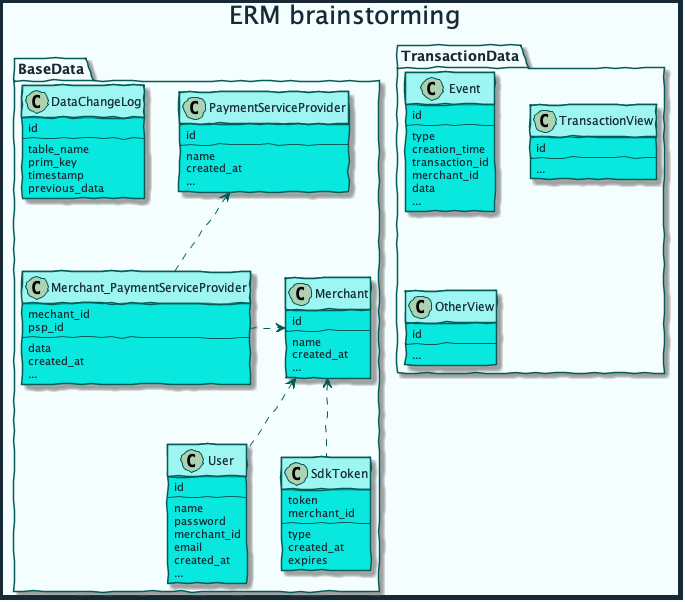 ERM brainstorming
BaseData
C DataChangeLog
id
table_name
prim_key
timestamp
previous_data
C PaymentServiceProvider
id
name
created_at
...
C Merchant_PaymentServiceProvider
mechant_id
psp_id
data
created_at
...
C Merchant
id
name
created_at
...
C User
id
name
password
merchant_id
email
created_at
...
C SdkToken
token
merchant_id
type
created_at
expires
TransactionData
C Event
id
type
creation_time
transaction_id
merchant_id
data
...
C TransactionView
id
...
C OtherView
id
...